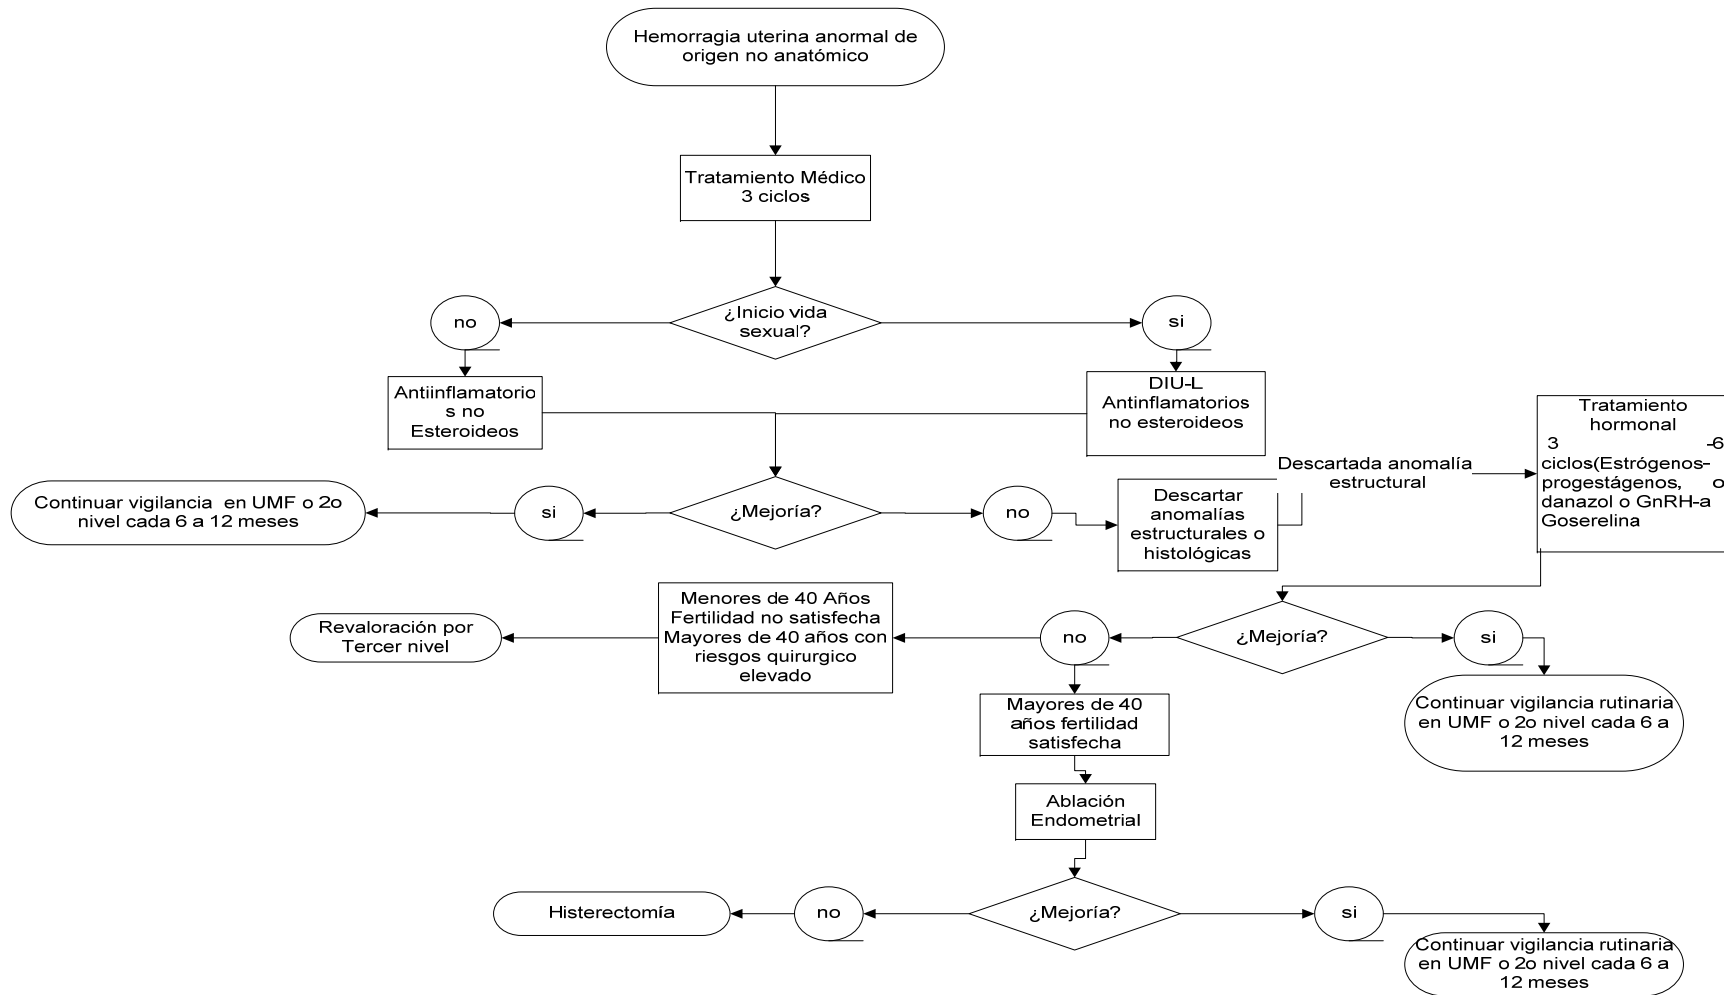 Hemorragia uterina anormal de
origen no anatómico
Tratamiento Médico
3 ciclos
¿Inicio vida
sexual?
no
si
Antiinflamatorio
s no
Esteroideos
DIU-L
Antinflamatorios
no esteroideos
Tratamiento
hormonal
3 -6
ciclos(Estrógenos-
progestágenos, o
danazol o GnRH-a
Goserelina
Descartada anomalía
estructural
Continuar vigilancia en UMF o 2o
nivel cada 6 a 12 meses
si
¿Mejoría?
no
Descartar
anomalías
estructurales o
histológicas
Revaloración por
Tercer nivel
Menores de 40 Años
Fertilidad no satisfecha
Mayores de 40 años con
riesgos quirurgico
elevado
no
¿Mejoría?
si
Mayores de 40
años fertilidad
satisfecha
Continuar vigilancia rutinaria
en UMF o 2o nivel cada 6 a
12 meses
Ablación
Endometrial
Histerectomía
no
¿Mejoría?
si
Continuar vigilancia rutinaria
en UMF o 2o nivel cada 6 a
12 meses